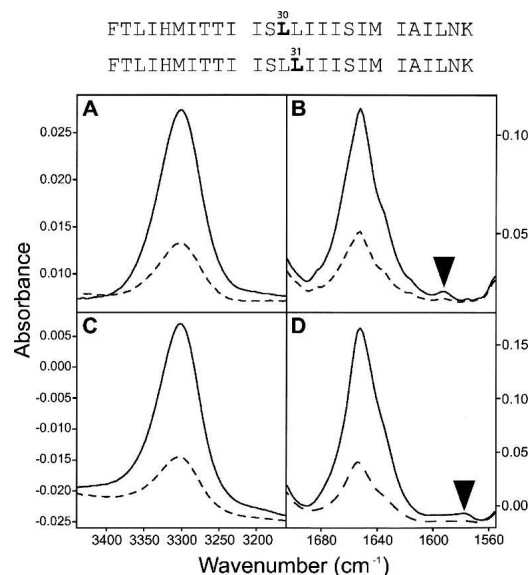 30
FTLIHMITTI ISLLIIISIM IAILNK
31
FTLIHMITTI ISLLIIISIM IAILNK
A B
0.025 0.10
0.020
0.015 0.05
0.010
C D
0.005 0.15
0.000
-0.005 0.10
-0.010
-0.015 0.05
-0.020 0.00
-0.025
Absorbance
3400 3300 3200 1680 1640 1600 1560
Wavenumber (cm⁻¹)